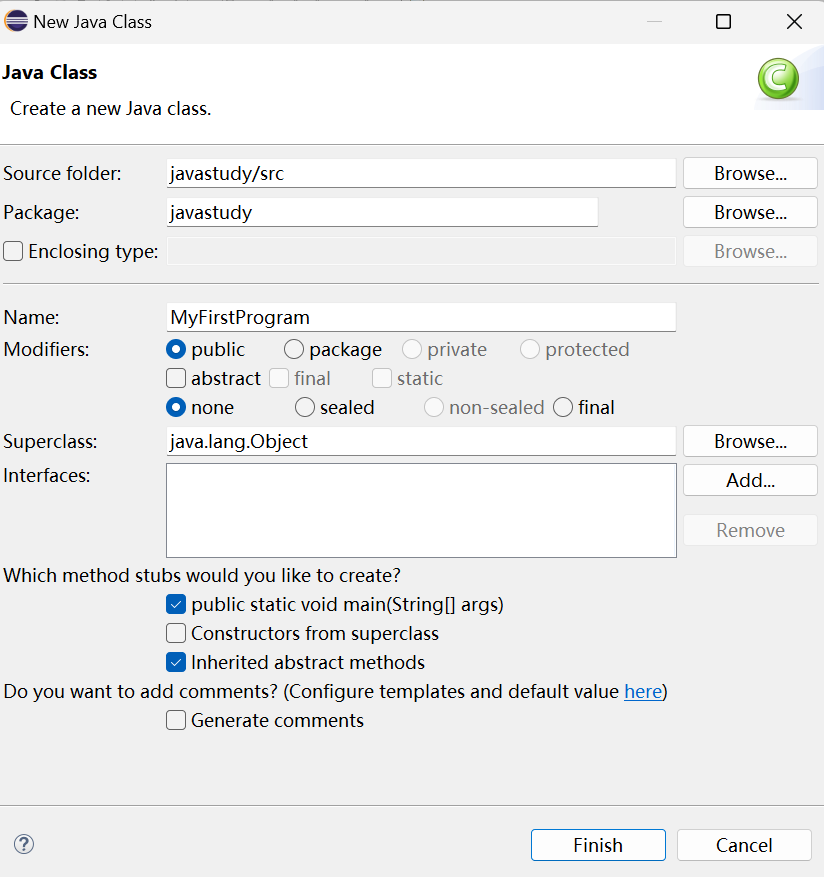 New Java Class
Java Class
Create a new Java class.
Source folder: javastudy/src Browse...
Package: javastudy Browse...
Enclosing type: Browse...
Name: MyFirstProgram
Modifiers: public package private protected
abstract final static
none sealed non-sealed final
Superclass: java.lang.Object Browse...
Interfaces: Add...
Remove
Which method stubs would you like to create?
public static void main(String[] args)
Constructors from superclass
Inherited abstract methods
Do you want to add comments? (Configure templates and default value here)
Generate comments
? Finish Cancel